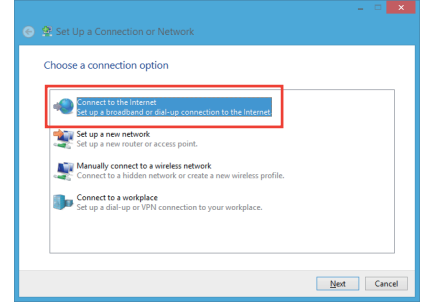 Set Up a Connection or Network
Choose a connection option
Connect to the Internet
Set up a broadband or dial-up connection to the Internet.
Set up a new network
Set up a new router or access point.
Manually connect to a wireless network
Connect to a hidden network or create a new wireless profile.
Connect to a workplace
Set up a dial-up or VPN connection to your workplace.
Next Cancel